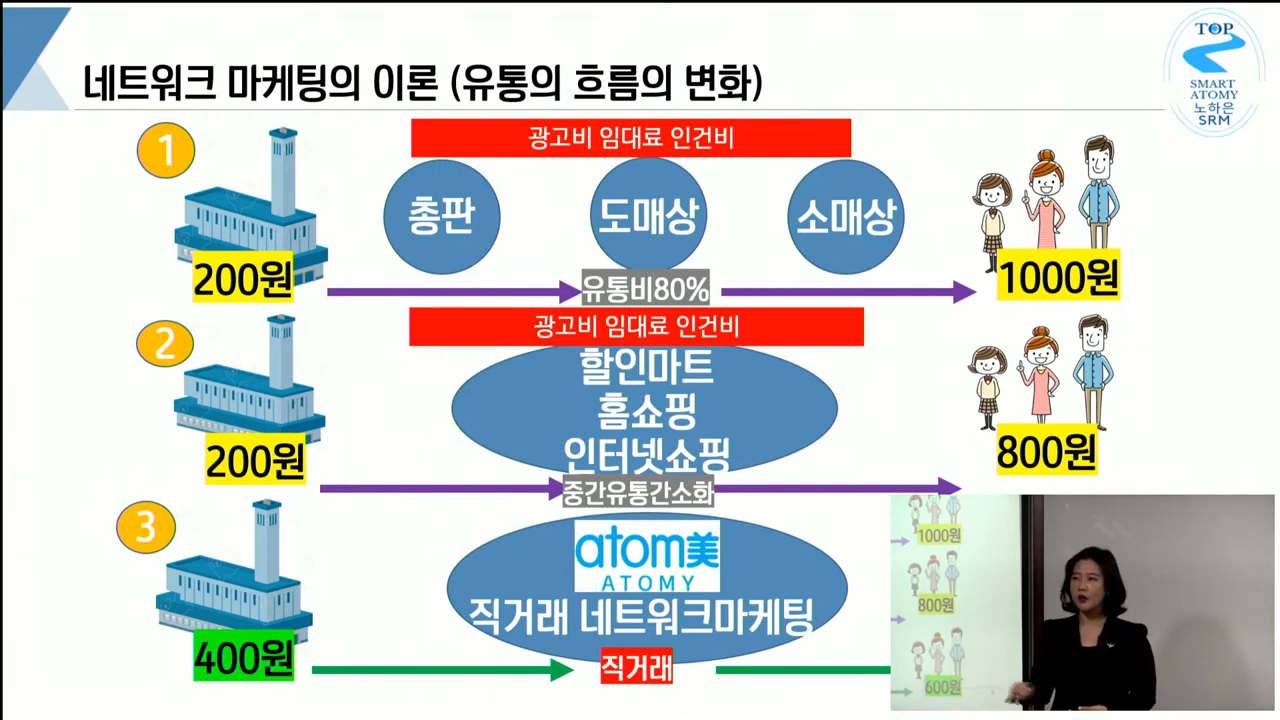 네트워크 마케팅의 이론 (유통의 흐름의 변화)
TOP
SMART
ATOMY
노하은
SRM
1
광고비 임대료 인건비
총판
도매상
소매상
200원
유통비80%
1000원
2
광고비 임대료 인건비
할인마트
홈쇼핑
인터넷쇼핑
200원
중간유통간소화
800원
3
atom美
ATOMY
직거래 네트워크마케팅
400원
직거래
1000원
800원
600원